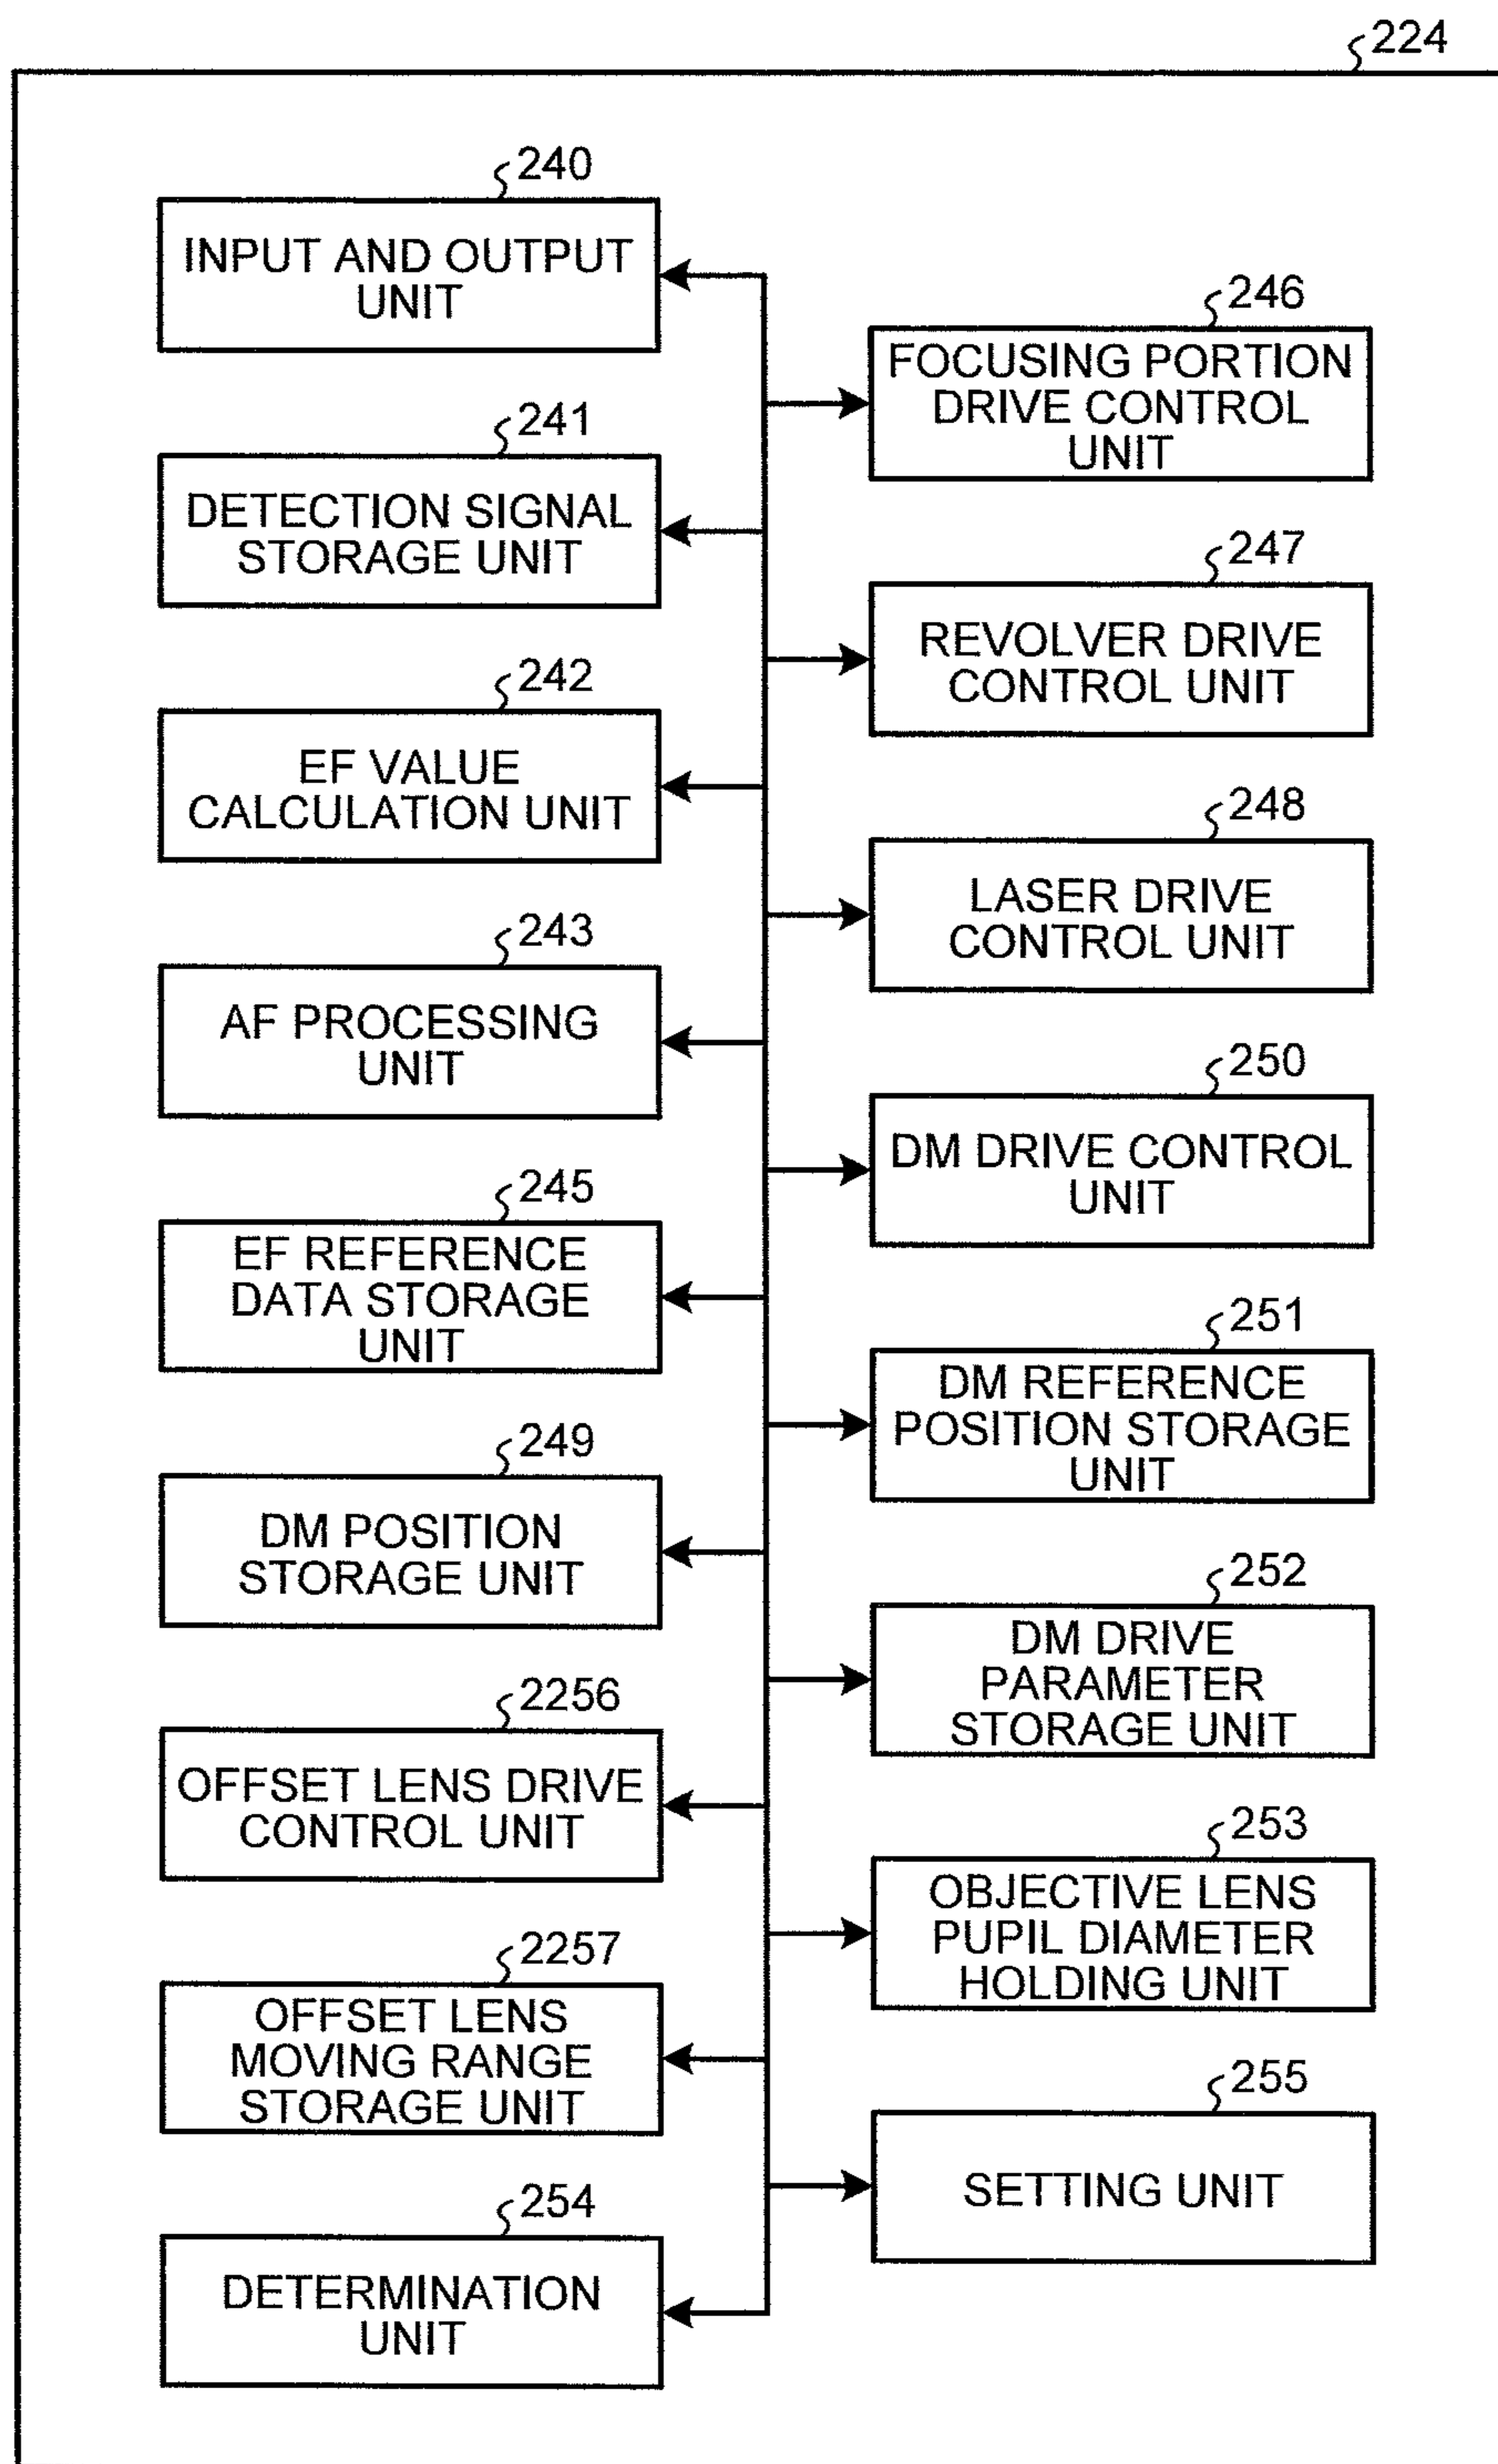 224
240
INPUT AND OUTPUT
UNIT
241
DETECTION SIGNAL
STORAGE UNIT
242
EF VALUE
CALCULATION UNIT
243
AF PROCESSING
UNIT
245
EF REFERENCE
DATA STORAGE
UNIT
249
DM POSITION
STORAGE UNIT
2256
OFFSET LENS DRIVE
CONTROL UNIT
2257
OFFSET LENS
MOVING RANGE
STORAGE UNIT
254
DETERMINATION
UNIT
246
FOCUSING PORTION
DRIVE CONTROL
UNIT
247
REVOLVER DRIVE
CONTROL UNIT
248
LASER DRIVE
CONTROL UNIT
250
DM DRIVE CONTROL
UNIT
251
DM REFERENCE
POSITION STORAGE
UNIT
252
DM DRIVE
PARAMETER
STORAGE UNIT
253
OBJECTIVE LENS
PUPIL DIAMETER
HOLDING UNIT
255
SETTING UNIT